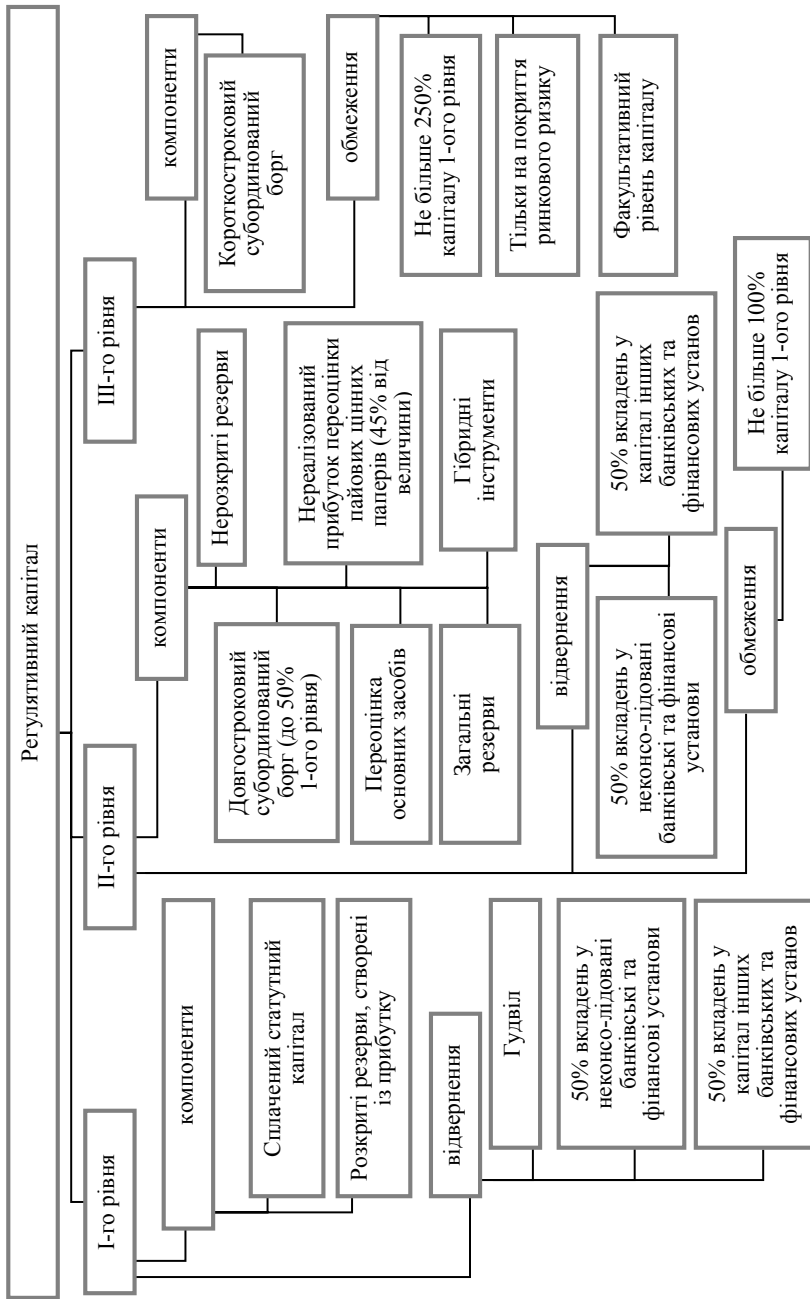 Регулятивний капітал
І-го рівня
компоненти
Сплачений статутний
капітал
Розкриті резерви, створені
із прибутку
відвернення
Гудвіл
50% вкладень у
неконсо-лідовані
банківські та
фінансові установи
50% вкладень у
капітал інших
банківських та
фінансових установ
ІІ-го рівня
компоненти
Нерозкриті резерви
Довгостроковий
субординований
борг (до 50%
1-ого рівня)
Нереалізований
прибуток переоцінки
пайових цінних
паперів (45% від
величини)
Переоцінка
основних засобів
Гібридні
інструменти
Загальні
резерви
відвернення
50% вкладень у
неконсо-лідовані
банківські та фінансові
установи
50% вкладень у
капітал інших
банківських та
фінансових установ
обмеження
Не більше 100%
капіталу 1-ого рівня
ІІІ-го рівня
компоненти
Короткостроковий
субординований
борг
обмеження
Не більше 250%
капіталу 1-ого рівня
Тільки на покриття
ринкового ризику
Факультативний
рівень капіталу